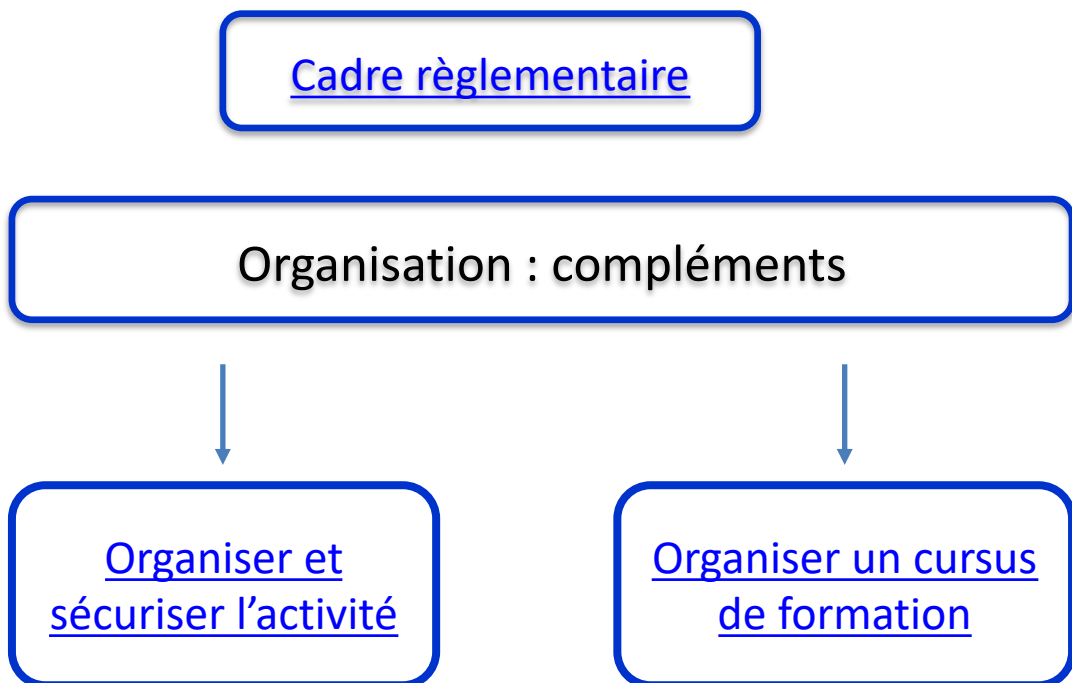 Cadre règlementaire
Organisation : compléments
Organiser et
sécuriser l’activité
Organiser un cursus
de formation